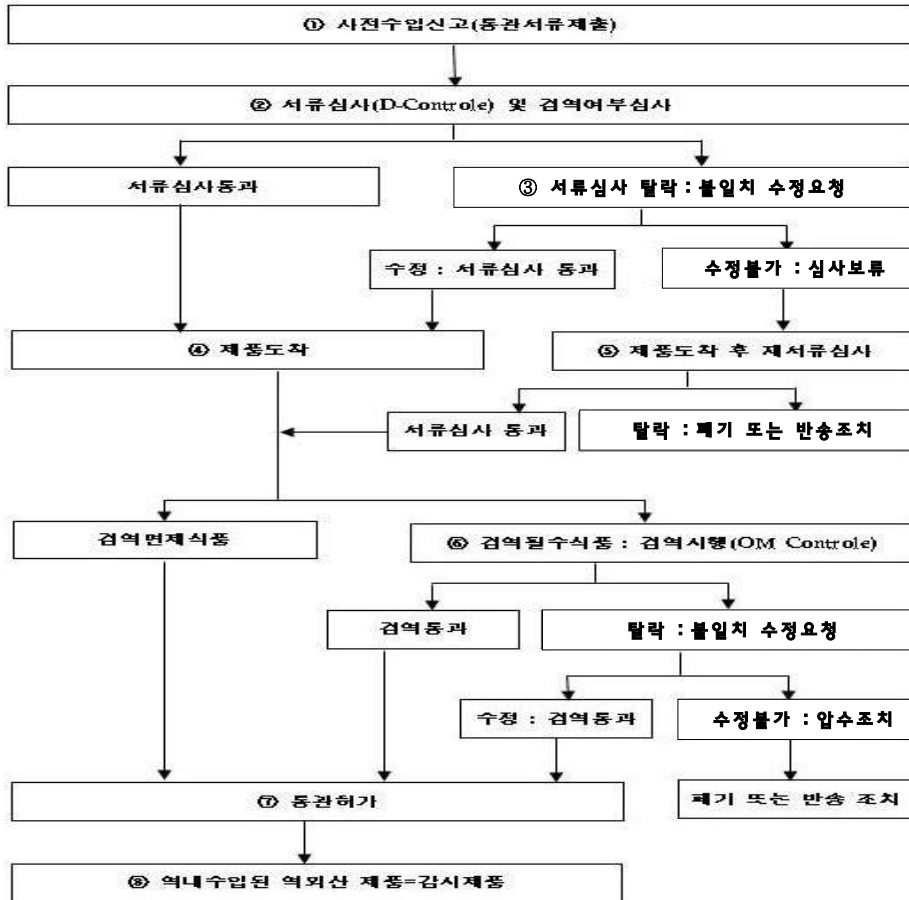 ① 사전수입신고(통관서류제출)
② 서류심사(D-Controle) 및 검역여부심사
서류심사통과
③ 서류심사 탈락 : 불일치 수정요청
수정 : 서류심사 통과
수정불가 : 심사보류
④ 제품도착
⑤ 제품도착 후 재서류심사
서류심사 통과
탈락 : 폐기 또는 반송조치
검역면제식품
⑥ 검역필수식품 : 검역시행(OM Controle)
검역통과
탈락 : 불일치 수정요청
수정 : 검역통과
수정불가 : 압수조치
⑦ 통관허가
폐기 또는 반송 조치
⑧ 역내수입된 역외산 제품=감시제품